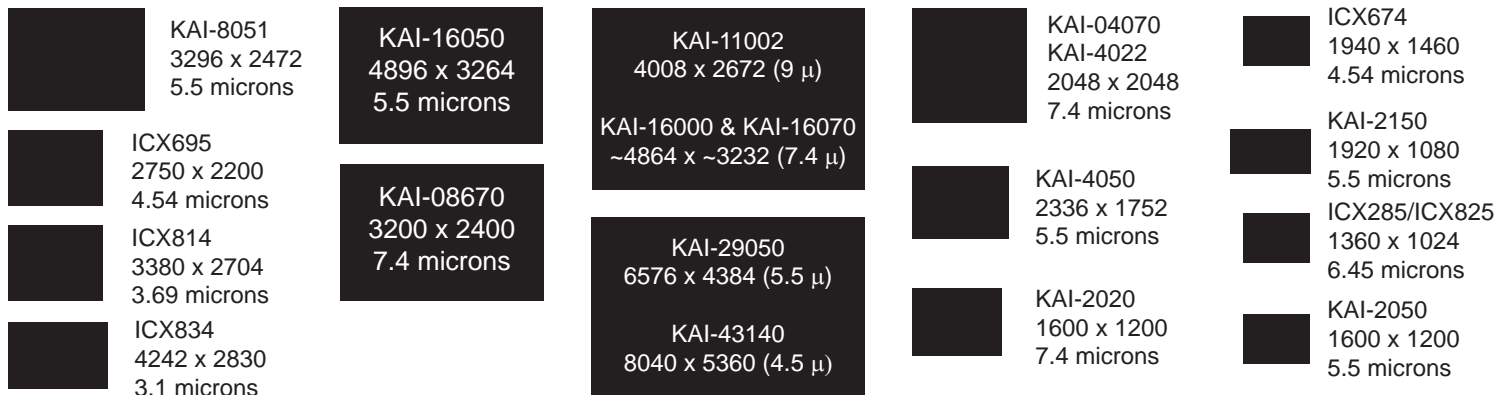 KAI-8051
3296 x 2472
5.5 microns
ICX695
2750 x 2200
4.54 microns
ICX814
3380 x 2704
3.69 microns
ICX834
4242 x 2830
3.1 microns
KAI-16050
4896 x 3264
5.5 microns
KAI-08670
3200 x 2400
7.4 microns
KAI-11002
4008 x 2672 (9 μ)
KAI-16000 & KAI-16070
~4864 x ~3232 (7.4 μ)
KAI-29050
6576 x 4384 (5.5 μ)
KAI-43140
8040 x 5360 (4.5 μ)
KAI-04070
KAI-4022
2048 x 2048
7.4 microns
KAI-4050
2336 x 1752
5.5 microns
KAI-2020
1600 x 1200
7.4 microns
ICX674
1940 x 1460
4.54 microns
KAI-2150
1920 x 1080
5.5 microns
ICX285/ICX825
1360 x 1024
6.45 microns
KAI-2050
1600 x 1200
5.5 microns